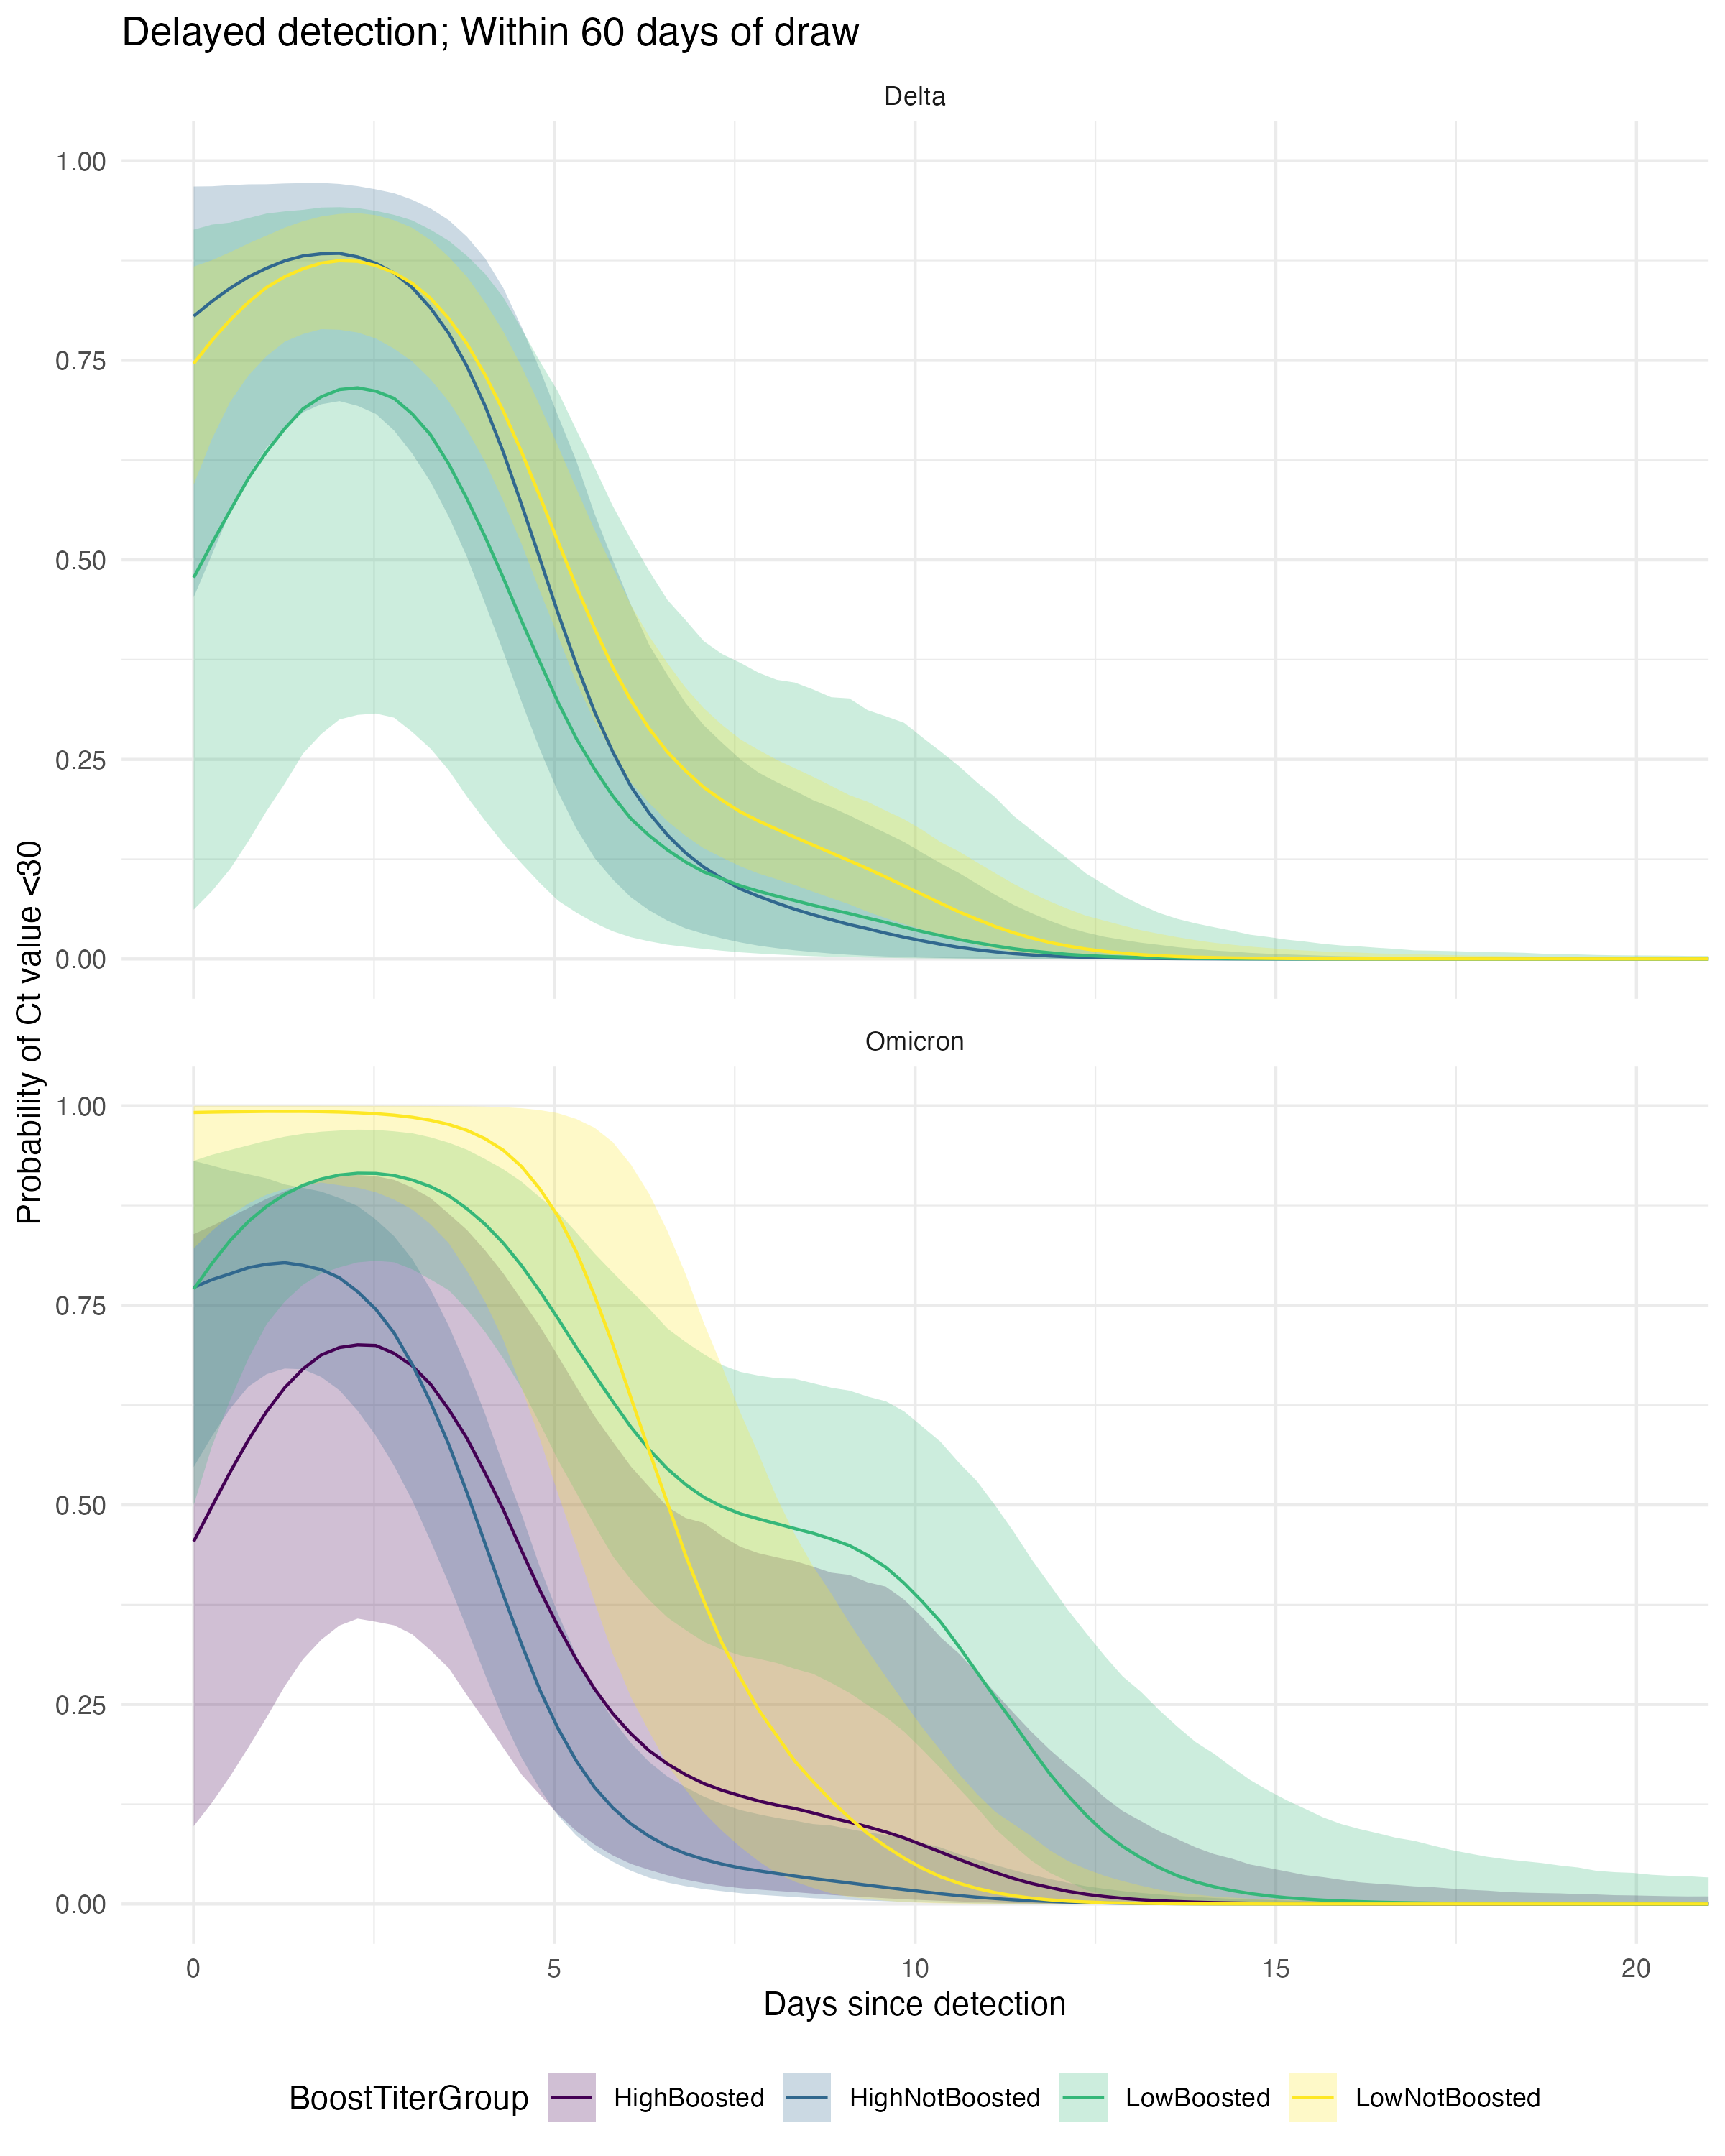 Delayed detection; Within 60 days of draw
Delta
1.00
0.75
0.50
0.25
0.00
Probability of Ct value <30
Omicron
1.00
0.75
0.50
0.25
0.00
0 5 10 15 20
Days since detection
BoostTiterGroup HighBoosted HighNotBoosted LowBoosted LowNotBoosted